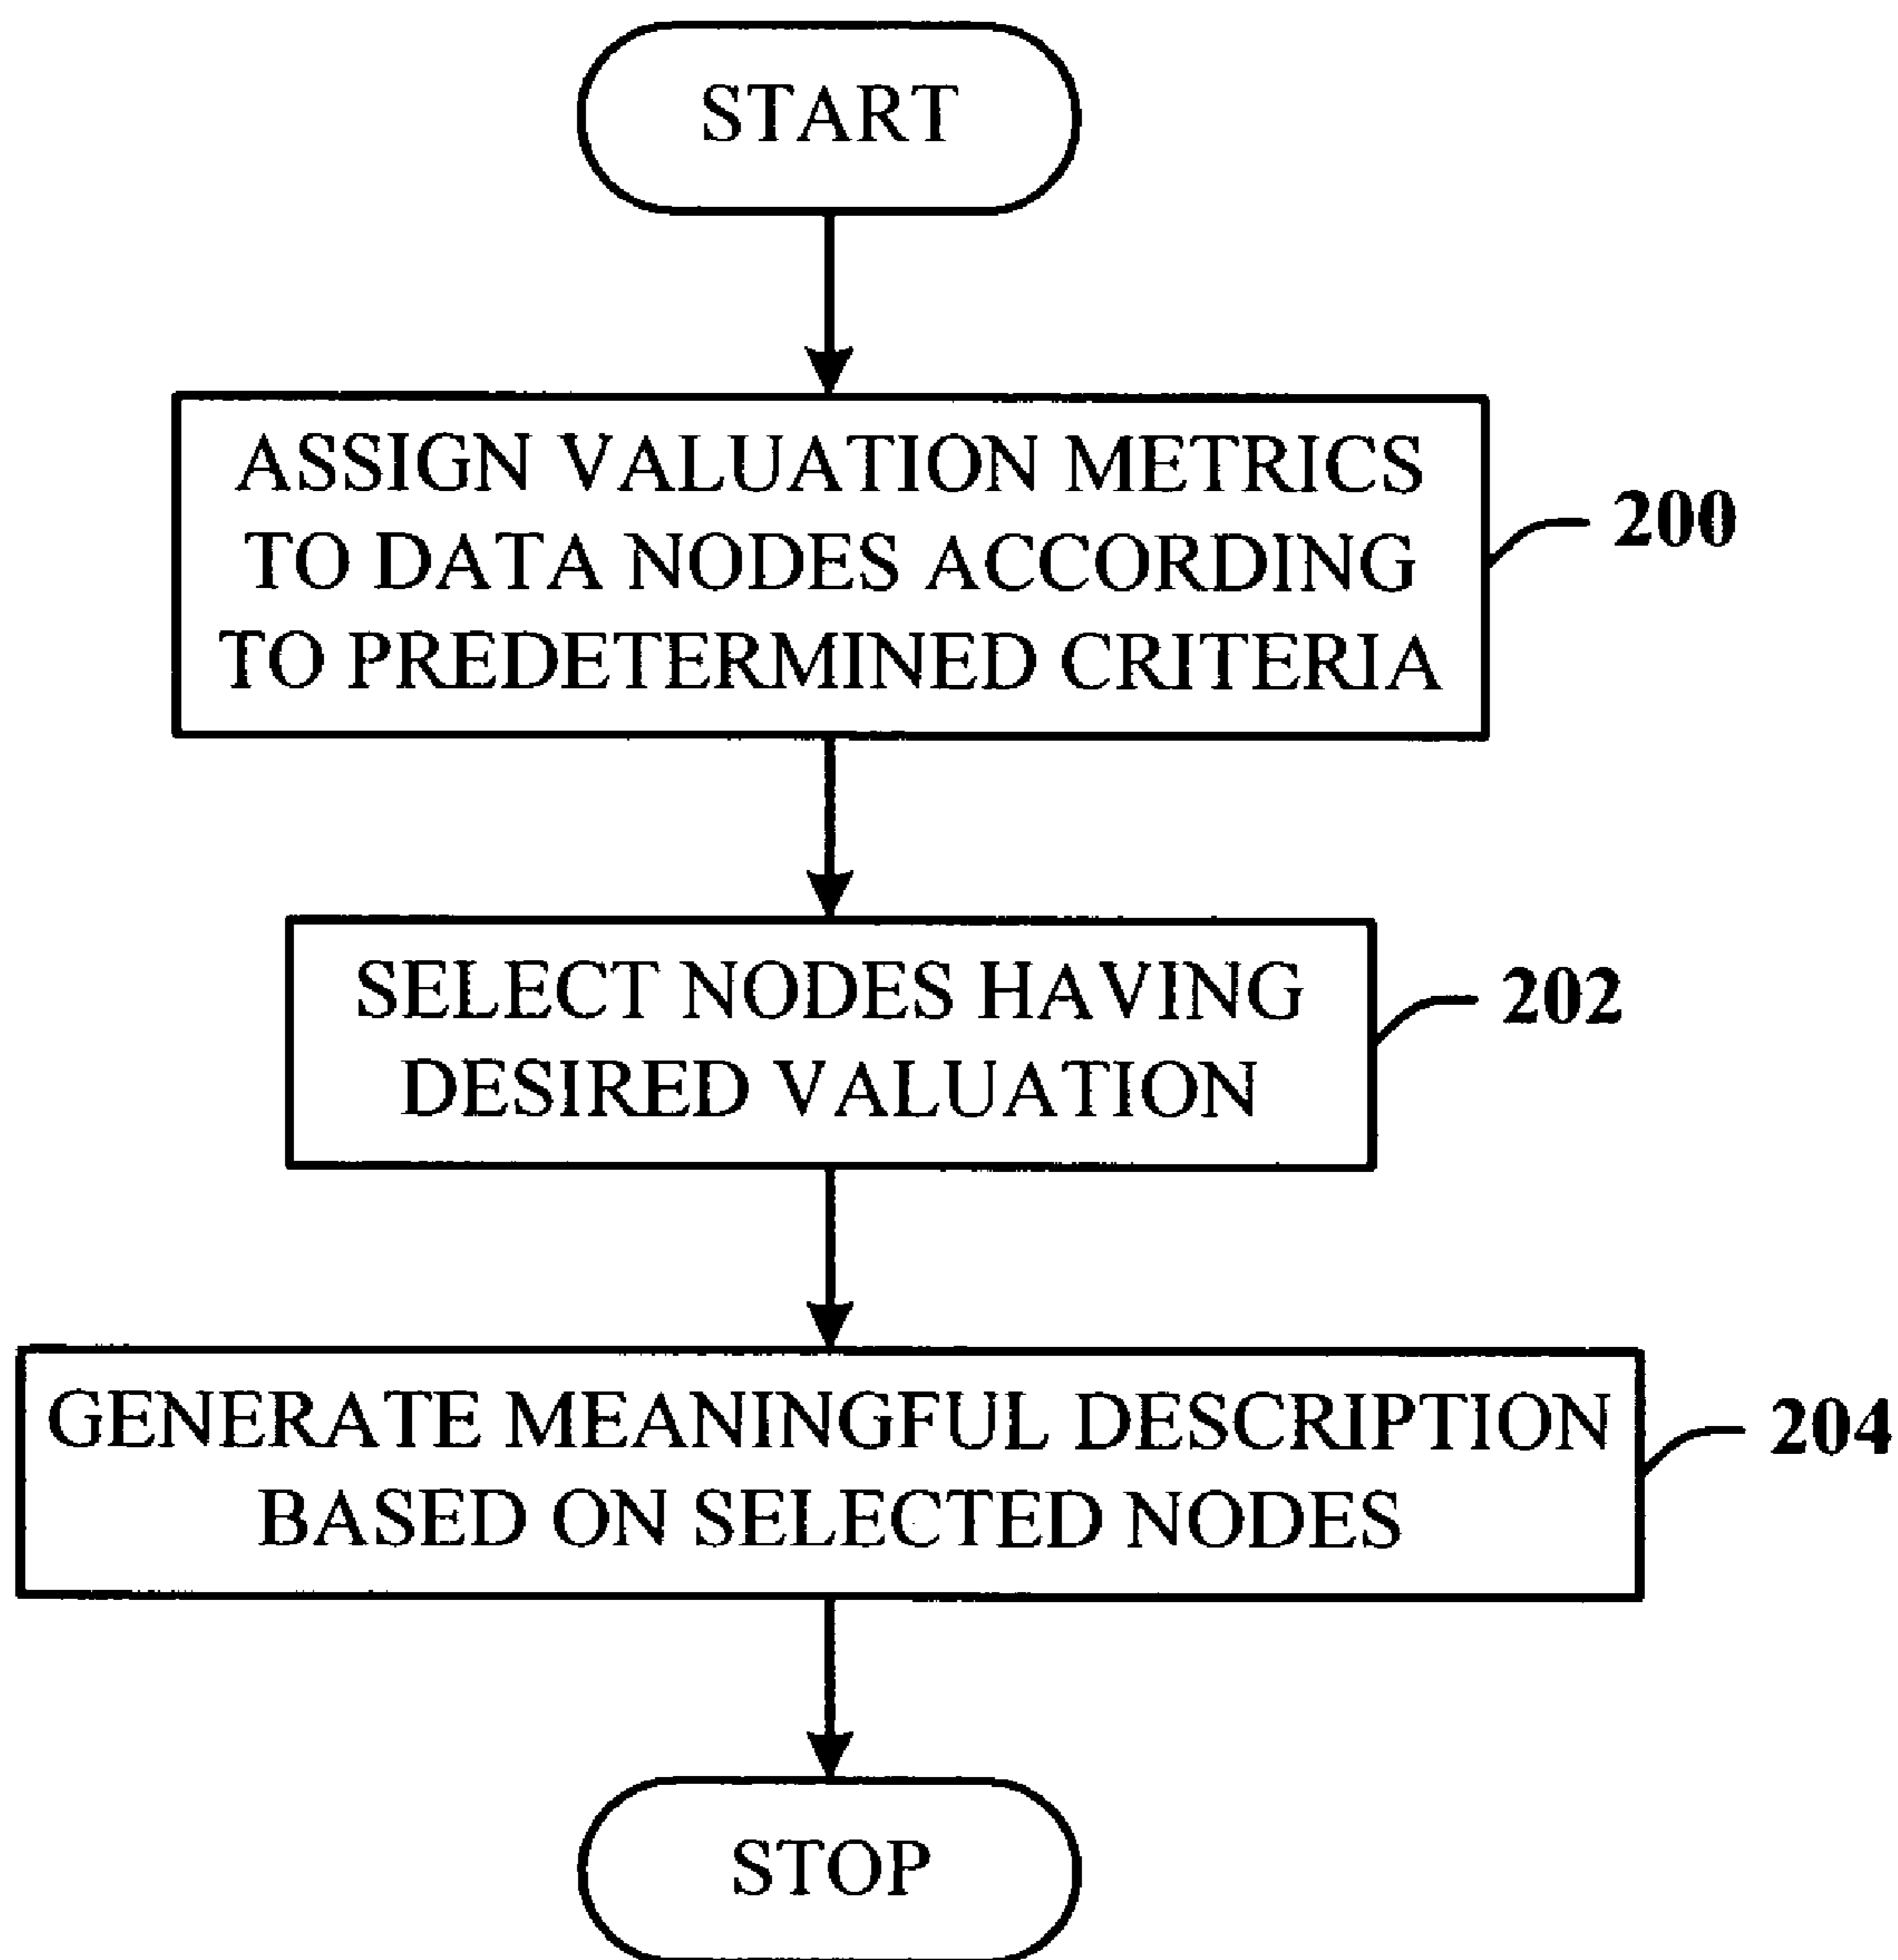 START
ASSIGN VALUATION METRICS
TO DATA NODES ACCORDING
TO PREDETERMINED CRITERIA
200
SELECT NODES HAVING
DESIRED VALUATION
202
GENERATE MEANINGFUL DESCRIPTION
BASED ON SELECTED NODES
204
STOP